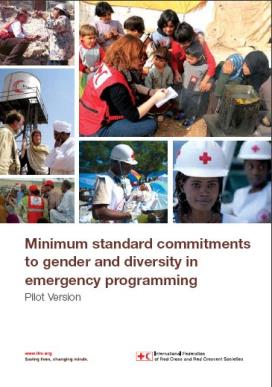 Minimum standard commitments
to gender and diversity in
emergency programming
Pilot Version
www.ifrc.org
Saving lives, changing minds.
International Federation
of Red Cross and Red Crescent Societies